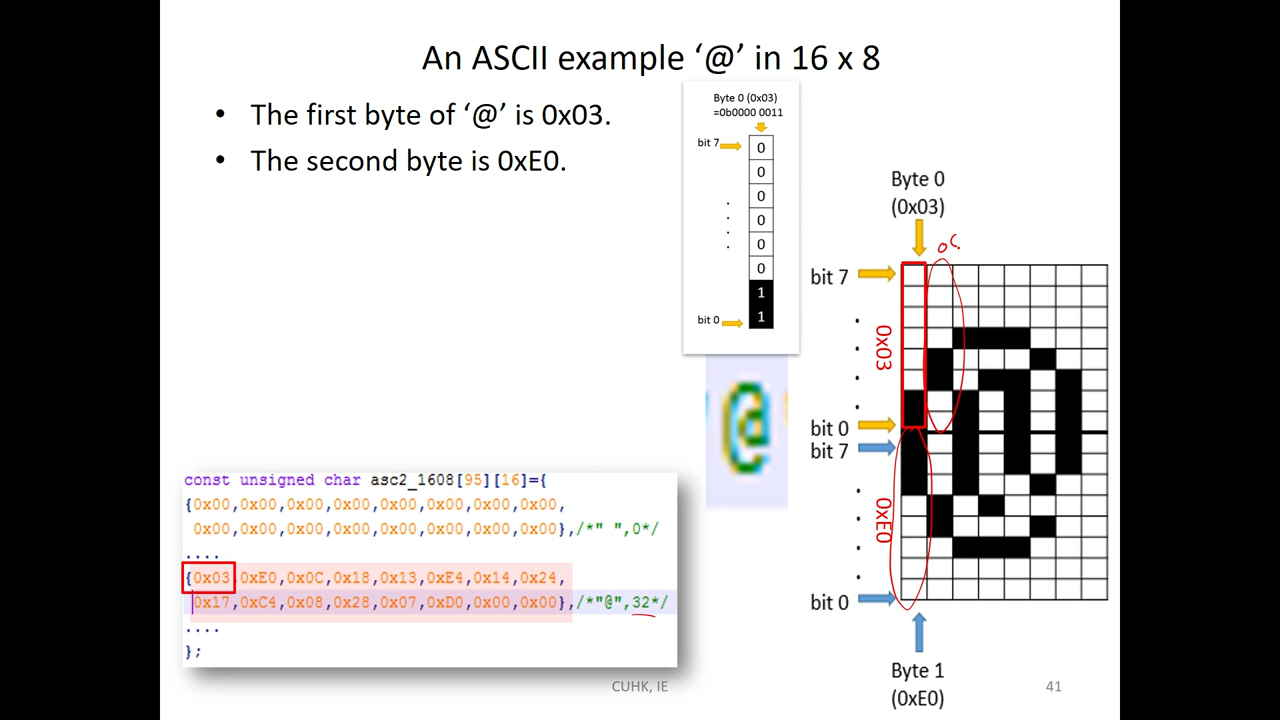 An ASCII example ‘@’ in 16 x 8
• The first byte of ‘@’ is 0x03.
• The second byte is 0xE0.
Byte 0 (0x03)
=0b0000 0011
bit 7
0
0
0
0
0
0
1
1
bit 0
@
Byte 0
(0x03)
0C
bit 7
0x03
bit 0
bit 7
0xE0
bit 0
Byte 1
(0xE0)
const unsigned char asc2_1608[95][16]={
{0x00,0x00,0x00,0x00,0x00,0x00,0x00,0x00,
0x00,0x00,0x00,0x00,0x00,0x00,0x00,0x00},/*" ",0*/
....
{0x03,0xE0,0x0C,0x18,0x13,0xE4,0x14,0x24,
0x17,0xC4,0x08,0x28,0x07,0xD0,0x00,0x00},/*"@",32*/
....
};
CUHK, IE
41